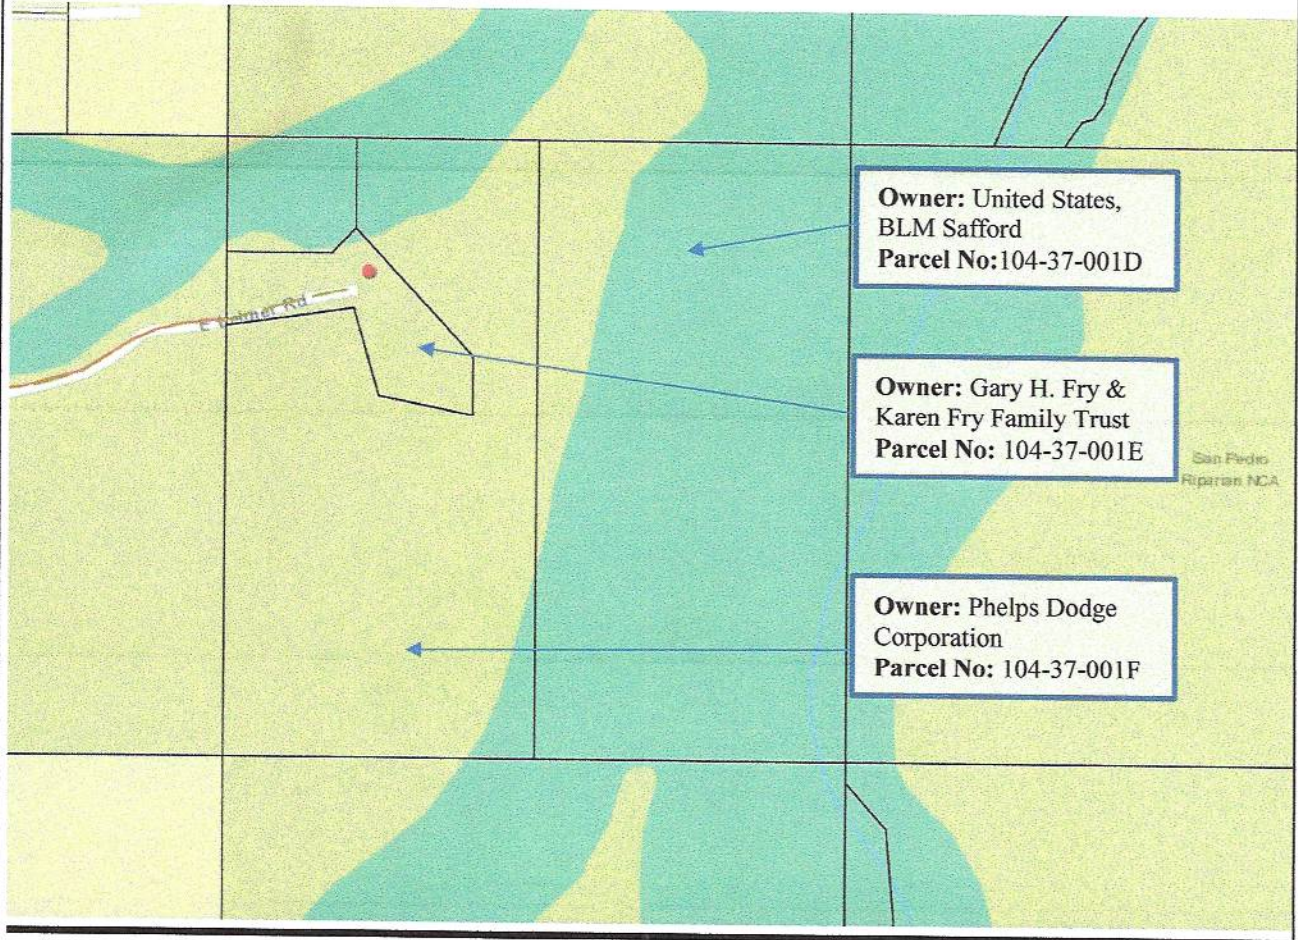 Owner: United States,
BLM Safford
Parcel No:104-37-001D
E Rd
Owner: Gary H. Fry &
Karen Fry Family Trust
Parcel No: 104-37-001E
San Pedro
Riparian NCA
Owner: Phelps Dodge
Corporation
Parcel No: 104-37-001F